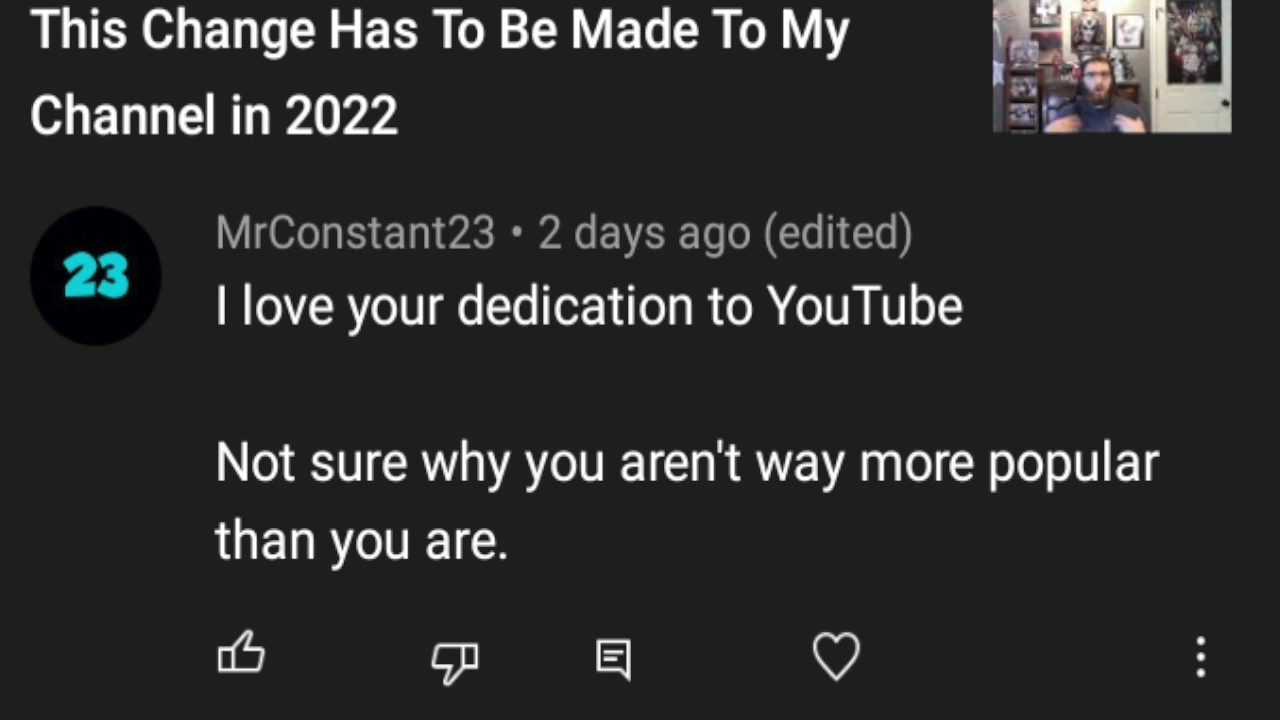 This Change Has To Be Made To My
Channel in 2022
MrConstant23 • 2 days ago (edited)
23
I love your dedication to YouTube
Not sure why you aren't way more popular
than you are.